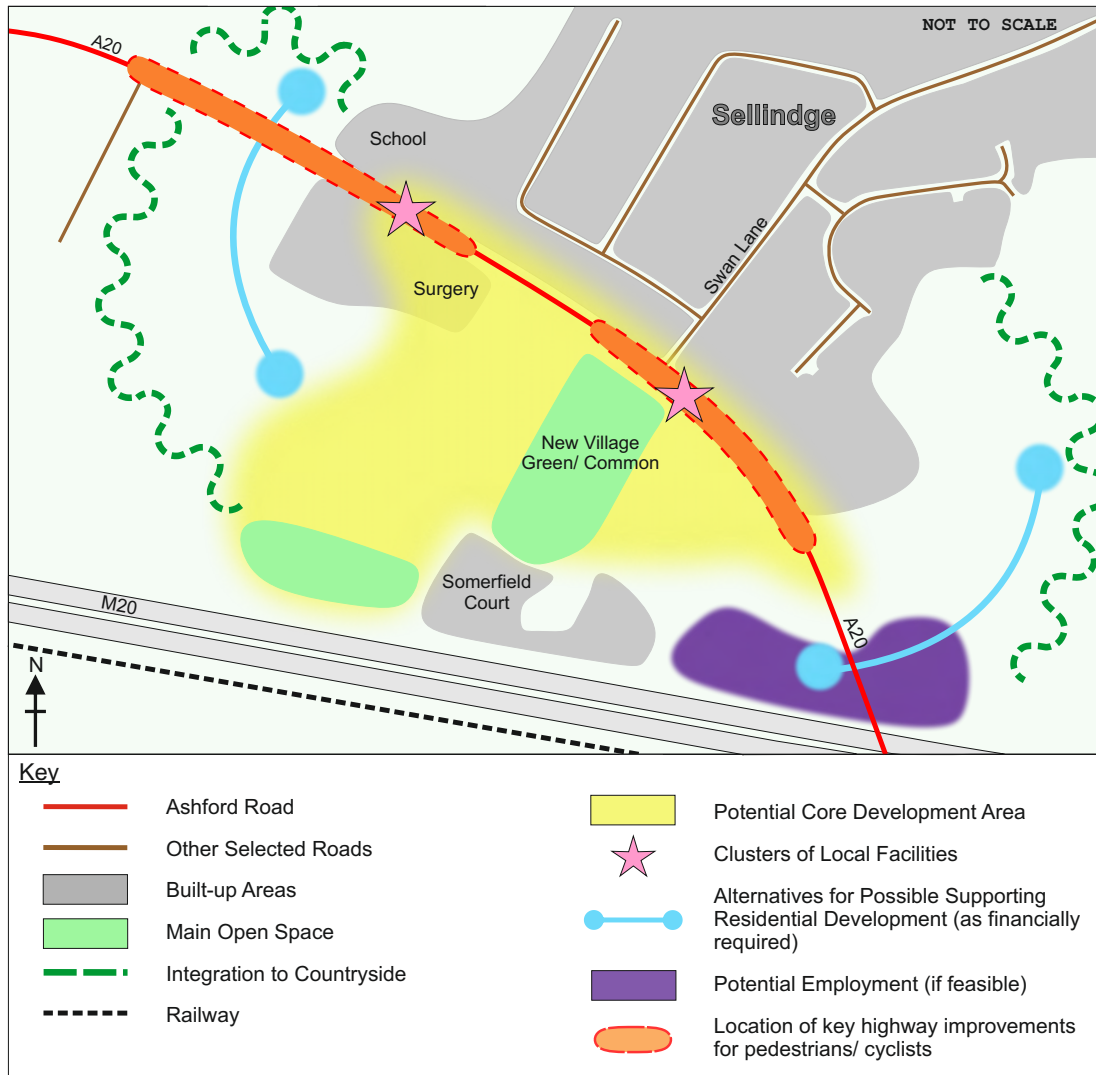 NOT TO SCALE
A20
Sellindge
School
Swan Lane
Surgery
New Village
Green/ Common
Somerfield
Court
M20
A20
N
Key
Ashford Road
Other Selected Roads
Built-up Areas
Main Open Space
Integration to Countryside
Railway
Potential Core Development Area
Clusters of Local Facilities
Alternatives for Possible Supporting
Residential Development (as financially
required)
Potential Employment (if feasible)
Location of key highway improvements
for pedestrians/ cyclists